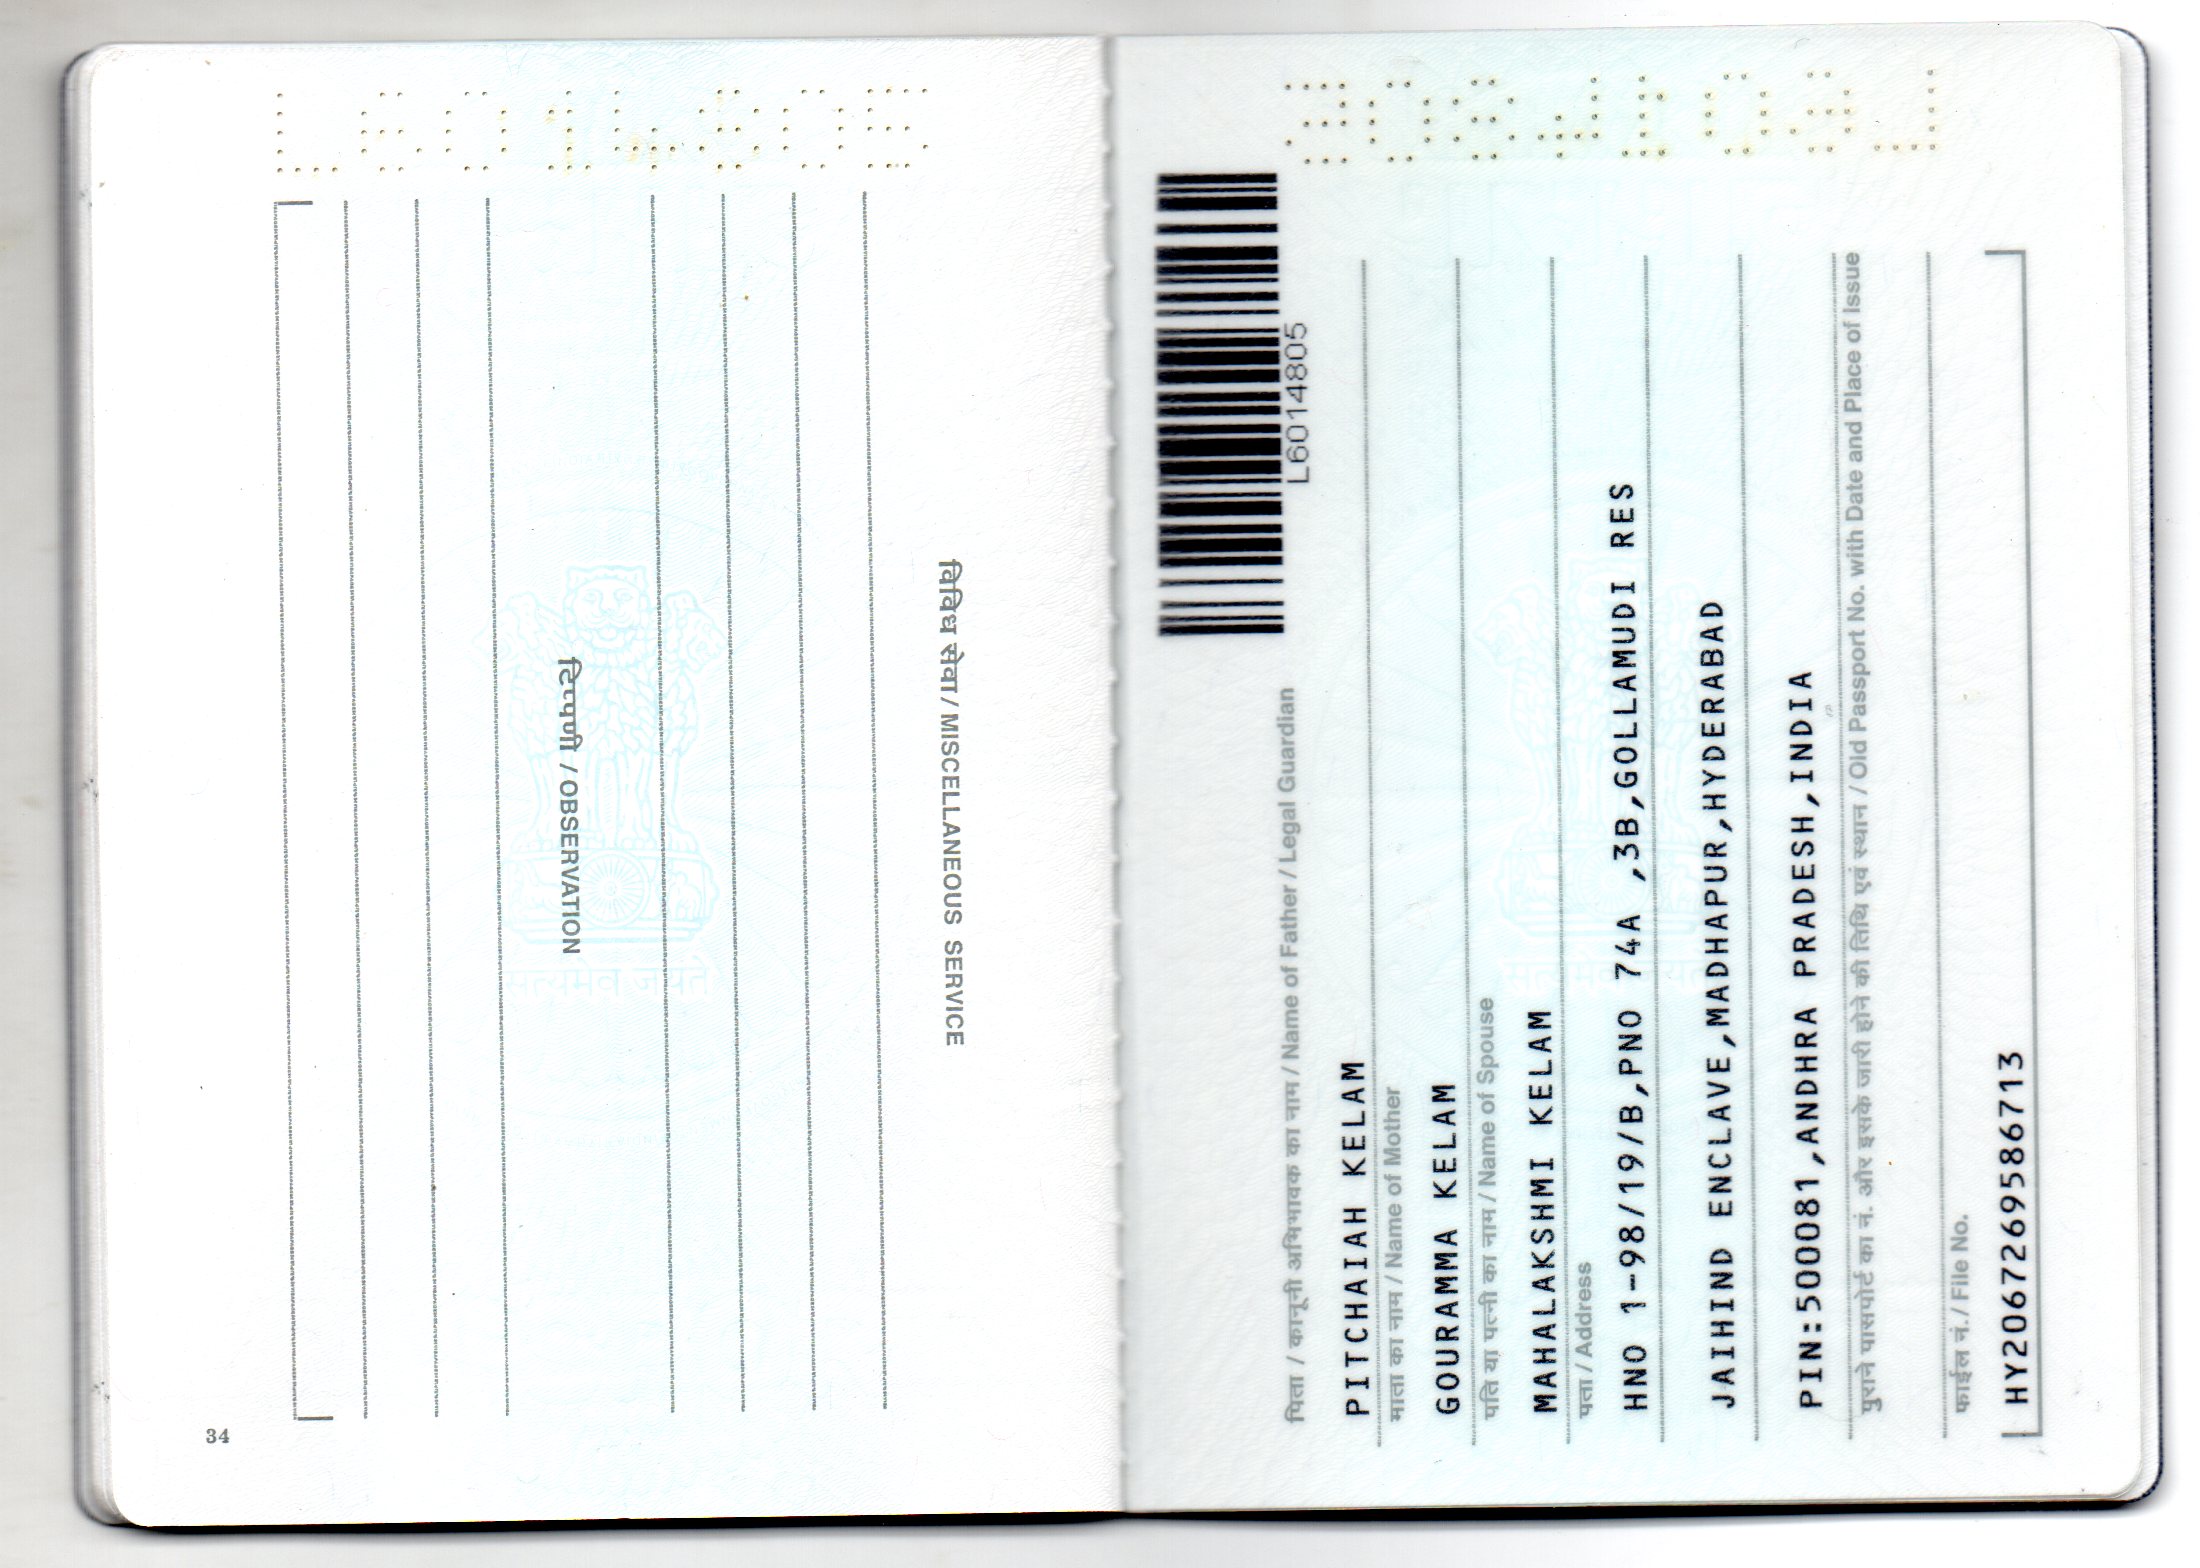 L6014805
विविध सेवा / MISCELLANEOUS SERVICE
टिप्पणी / OBSERVATION
सत्यमेव जयते
34
L6014805
पिता / कानूनी अभिभावक का नाम / Name of Father / Legal Guardian
PITCHAIAH KELAM
माता का नाम / Name of Mother
GOURAMMA KELAM
पति या पत्नी का नाम / Name of Spouse
MAHALAKSHMI KELAM
पता / Address
HNO 1-98/19/B,PNO 74A ,3B,GOLLAMUDI RES
JAIHIND ENCLAVE,MADHAPUR,HYDERABAD
PIN:500081,ANDHRA PRADESH,INDIA
पुराने पासपोर्ट का नं. और इसके जारी होने की तिथि एवं स्थान / Old Passport No. with Date and Place of Issue
फाईल नं. / File No.
HY2067269586713